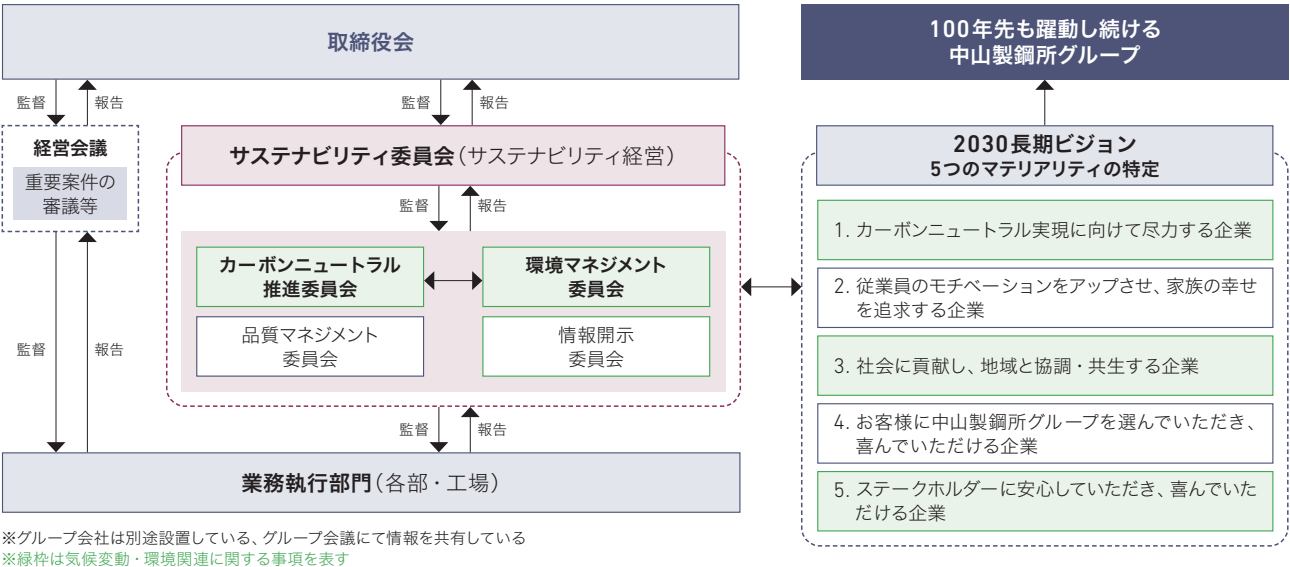 取締役会
監督
報告
監督
報告
経営会議
重要案件の
審議等
サステナビリティ委員会（サステナビリティ経営）
監督
報告
カーボンニュートラル
推進委員会
環境マネジメント
委員会
品質マネジメント
委員会
情報開示
委員会
監督
報告
監督
報告
業務執行部門（各部・工場）
※グループ会社は別途設置している、グループ会議にて情報を共有している
※緑枠は気候変動・環境関連に関する事項を表す
100年先も躍動し続ける
中山製鋼所グループ
2030長期ビジョン
5つのマテリアリティの特定
1. カーボンニュートラル実現に向けて尽力する企業
2. 従業員のモチベーションをアップさせ、家族の幸せ
を追求する企業
3. 社会に貢献し、地域と協調・共生する企業
4. お客様に中山製鋼所グループを選んでいただき、
喜んでいただける企業
5. ステークホルダーに安心していただき、喜んでいた
だける企業